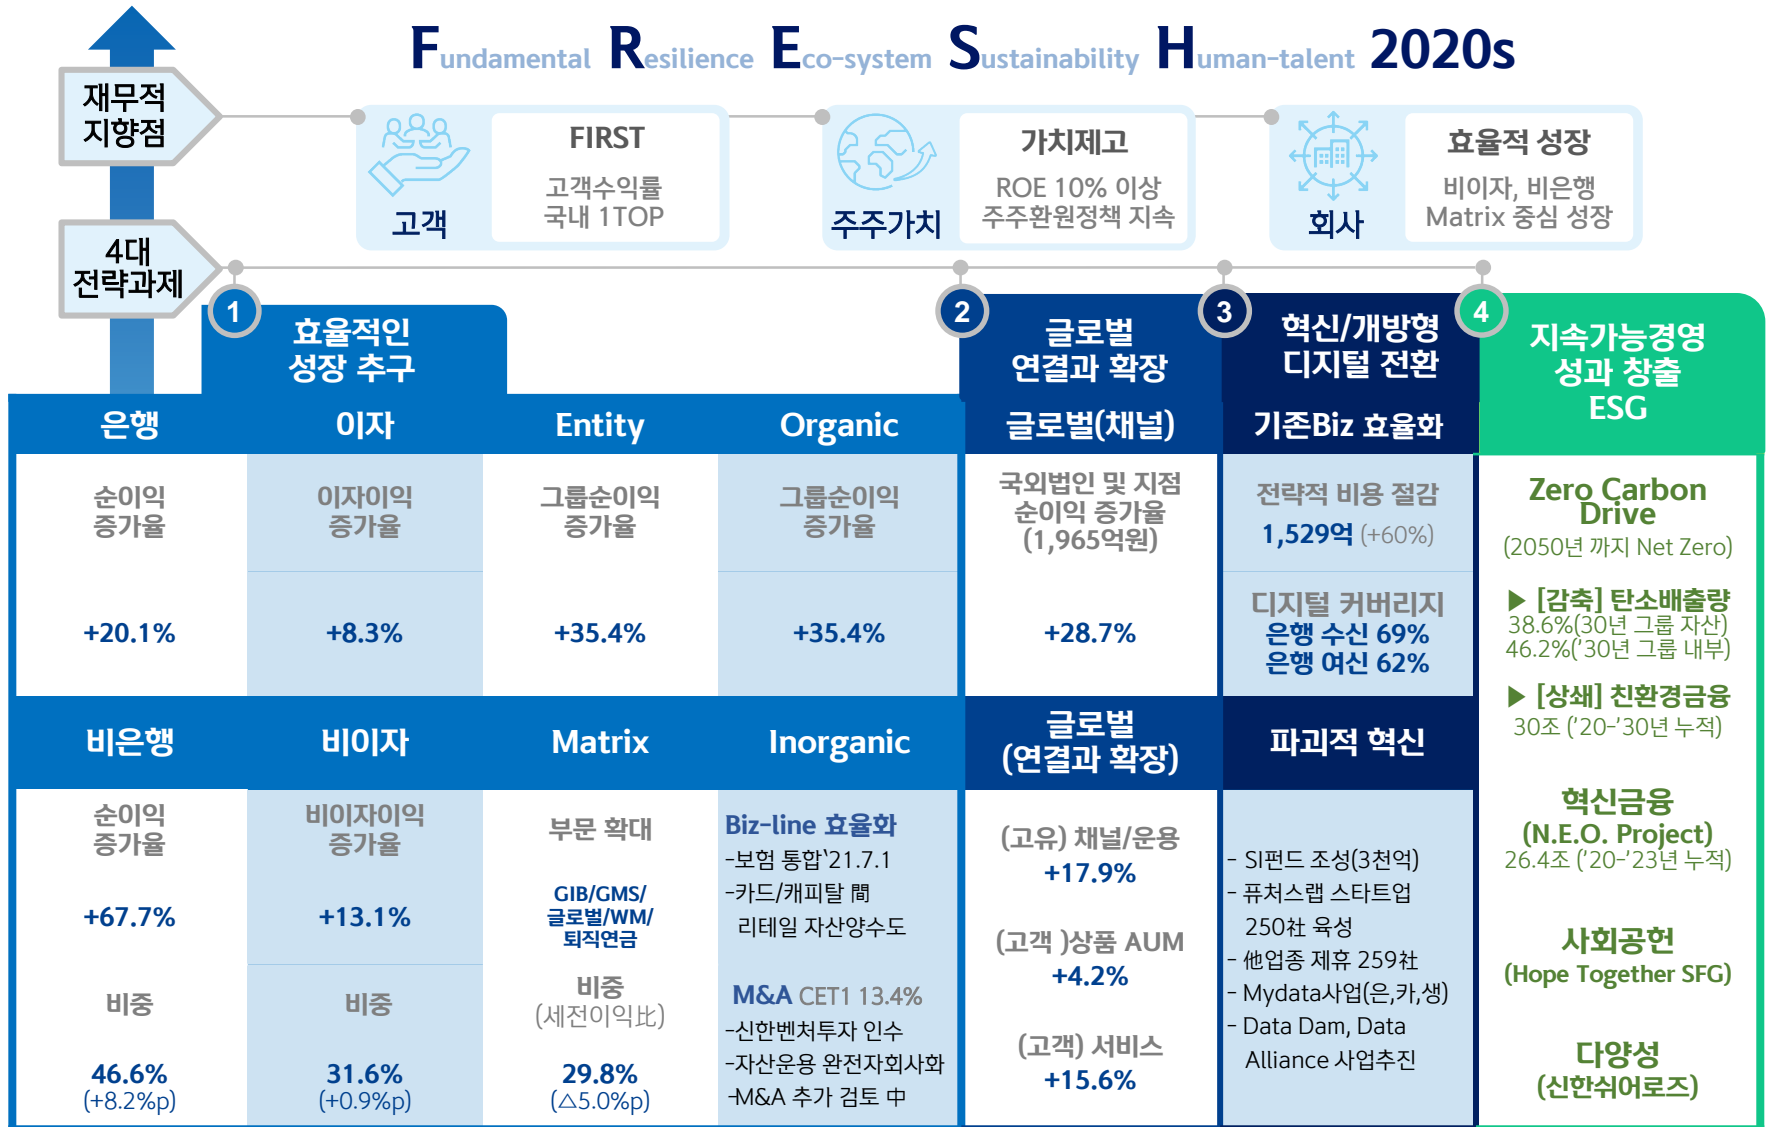 Fundamental Resilience Eco-system Sustainability Human-talent 2020s
재무적
지향점
고객
FIRST
고객수익률
국내 1TOP
주주가치
가치제고
ROE 10% 이상
주주환원정책 지속
회사
효율적 성장
비이자, 비은행
Matrix 중심 성장
4대
전략과제
1
효율적인
성장 추구
2
글로벌
연결과 확장
3
혁신/개방형
디지털 전환
4
지속가능경영
성과 창출
ESG
은행
이자
Entity
Organic
글로벌(채널)
기존Biz 효율화
순이익
증가율
+20.1%
이자이익
증가율
+8.3%
그룹순이익
증가율
+35.4%
그룹순이익
증가율
+35.4%
국외법인 및 지점
순이익 증가율
(1,965억원)
+28.7%
전략적 비용 절감
1,529억 (+60%)
디지털 커버리지
은행 수신 69%
은행 여신 62%
비은행
비이자
Matrix
Inorganic
글로벌
(연결과 확장)
파괴적 혁신
순이익
증가율
+67.7%
비중
46.6%
(+8.2%p)
비이자이익
증가율
+13.1%
비중
31.6%
(+0.9%p)
부문 확대
GIB/GMS/
글로벌/WM/
퇴직연금
비중
(세전이익比)
29.8%
(△5.0%p)
Biz-line 효율화
-보험 통합‘21.7.1
-카드/캐피탈 間
리테일 자산양수도
M&A CET1 13.4%
-신한벤처투자 인수
-자산운용 완전자회사화
-M&A 추가 검토 中
(고유) 채널/운용
+17.9%
(고객 )상품 AUM
+4.2%
(고객) 서비스
+15.6%
- SI펀드 조성(3천억)
- 퓨처스랩 스타트업
250社 육성
- 他업종 제휴 259社
- Mydata사업(은,카,생)
- Data Dam, Data
Alliance 사업추진
Zero Carbon
Drive
(2050년 까지 Net Zero)
▶ [감축] 탄소배출량
38.6%(30년 그룹 자산)
46.2%('30년 그룹 내부)
▶ [상쇄] 친환경금융
30조 ('20-'30년 누적)
혁신금융
(N.E.O. Project)
26.4조 ('20-'23년 누적)
사회공헌
(Hope Together SFG)
다양성
(신한쉬어로즈)